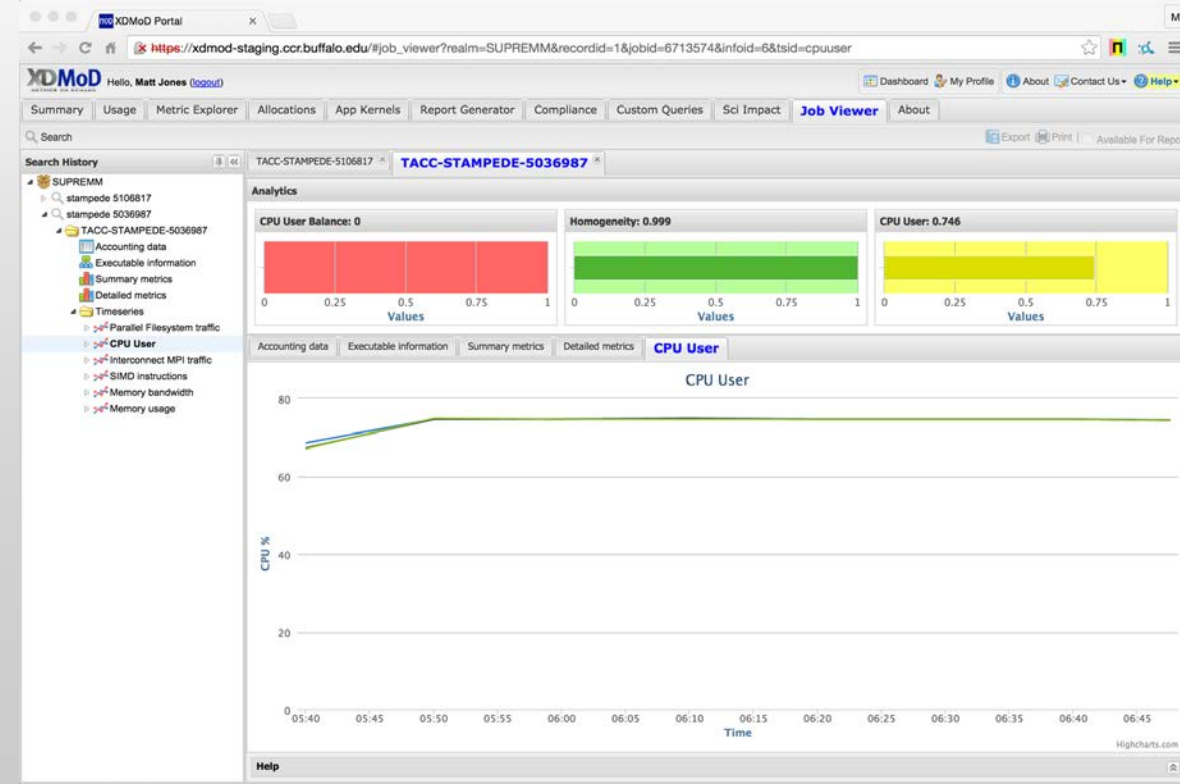 XDMoD Portal
M
https://xdmod-staging.ccr.buffalo.edu/#job_viewer?realm=SUPREMM&recordid=1&jobid=6713574&infoid=6&tsid=cpuuser
XDMoD Hello, Matt Jones (logout) Dashboard My Profile About Contact Us Help
METRICS ON DEMAND
Summary Usage Metric Explorer Allocations App Kernels Report Generator Compliance Custom Queries Sci Impact Job Viewer About
Search Export Print Available For Repo
Search History
SUPREMM
stampede 5106817
stampede 5036987
TACC-STAMPEDE-5036987
Accounting data
Executable information
Summary metrics
Detailed metrics
Timeseries
Parallel Filesystem traffic
CPU User
Interconnect MPI traffic
SIMD instructions
Memory bandwidth
Memory usage
TACC-STAMPEDE-5106817 TACC-STAMPEDE-5036987
Analytics
CPU User Balance: 0
0 0.25 0.5 0.75 1
Values
Homogeneity: 0.999
0 0.25 0.5 0.75 1
Values
CPU User: 0.746
0 0.25 0.5 0.75 1
Values
Accounting data Executable information Summary metrics Detailed metrics CPU User
CPU User
80
60
CPU %
40
20
0
05:40 05:45 05:50 05:55 06:00 06:05 06:10 06:15 06:20 06:25 06:30 06:35 06:40 06:45
Time
Highcharts.com
Help